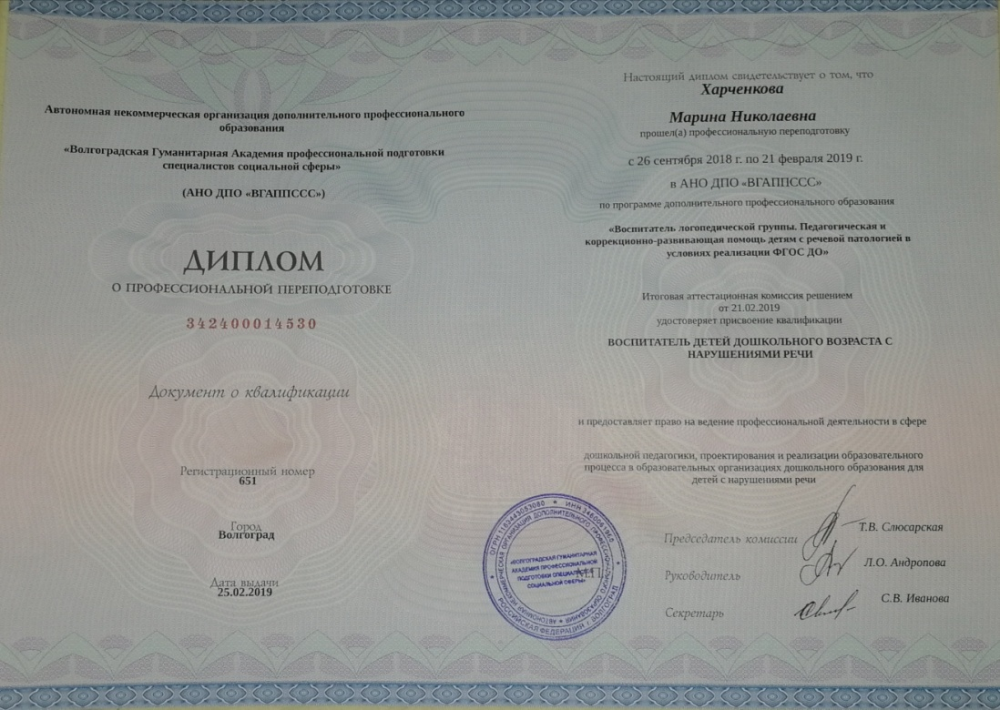 Автономная некоммерческая организация дополнительного профессионального
образования
«Волгоградская Гуманитарная Академия профессиональной подготовки
специалистов социальной сферы»
(АНО ДПО «ВГАППССС»)
ДИПЛОМ
О ПРОФЕССИОНАЛЬНОЙ ПЕРЕПОДГОТОВКЕ
342400014530
Документ о квалификации
Регистрационный номер
651
Город
Волгоград
Дата выдачи
25.02.2019
Настоящий диплом свидетельствует о том, что
Харченкова
Марина Николаевна
прошел(а) профессиональную переподготовку
с 26 сентября 2018 г. по 21 февраля 2019 г.
в АНО ДПО «ВГАППССС»
по программе дополнительного профессионального образования
«Воспитатель логопедической группы. Педагогическая и
коррекционно-развивающая помощь детям с речевой патологией в
условиях реализации ФГОС ДО»
Итоговая аттестационная комиссия решением
от 21.02.2019
удостоверяет присвоение квалификации
ВОСПИТАТЕЛЬ ДЕТЕЙ ДОШКОЛЬНОГО ВОЗРАСТА С
НАРУШЕНИЯМИ РЕЧИ
и предоставляет право на ведение профессиональной деятельности в сфере
дошкольной педагогики, проектирования и реализации образовательного
процесса в образовательных организациях дошкольного образования для
детей с нарушениями речи
Председатель комиссии
Т.В. Слюсарская
Руководитель
Л.О. Андропова
Секретарь
С.В. Иванова
М.П.
РОССИЙСКАЯ ФЕДЕРАЦИЯ Г. ВОЛГОГРАД
АВТОНОМНАЯ НЕКОММЕРЧЕСКАЯ ОРГАНИЗАЦИЯ ДОПОЛНИТЕЛЬНОГО ПРОФЕССИОНАЛЬНОГО ОБРАЗОВАНИЯ
«ВОЛГОГРАДСКАЯ ГУМАНИТАРНАЯ
АКАДЕМИЯ ПРОФЕССИОНАЛЬНОЙ
ПОДГОТОВКИ СПЕЦИАЛИСТОВ
СОЦИАЛЬНОЙ СФЕРЫ»